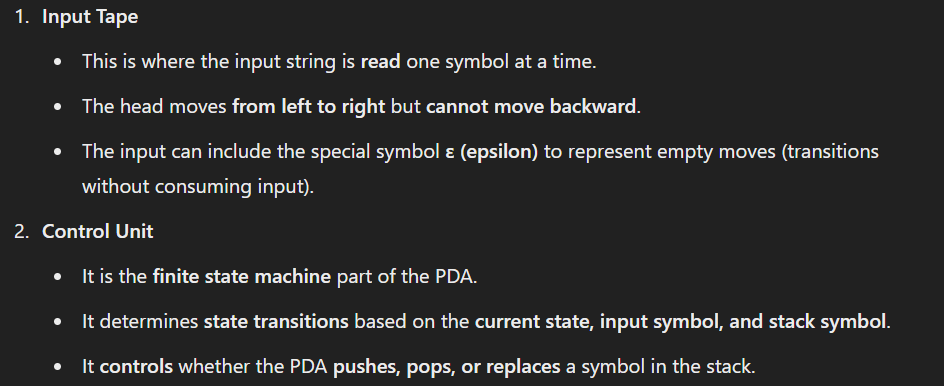 1. Input Tape
• This is where the input string is read one symbol at a time.
• The head moves from left to right but cannot move backward.
• The input can include the special symbol ε (epsilon) to represent empty moves (transitions
without consuming input).
2. Control Unit
• It is the finite state machine part of the PDA.
• It determines state transitions based on the current state, input symbol, and stack symbol.
• It controls whether the PDA pushes, pops, or replaces a symbol in the stack.